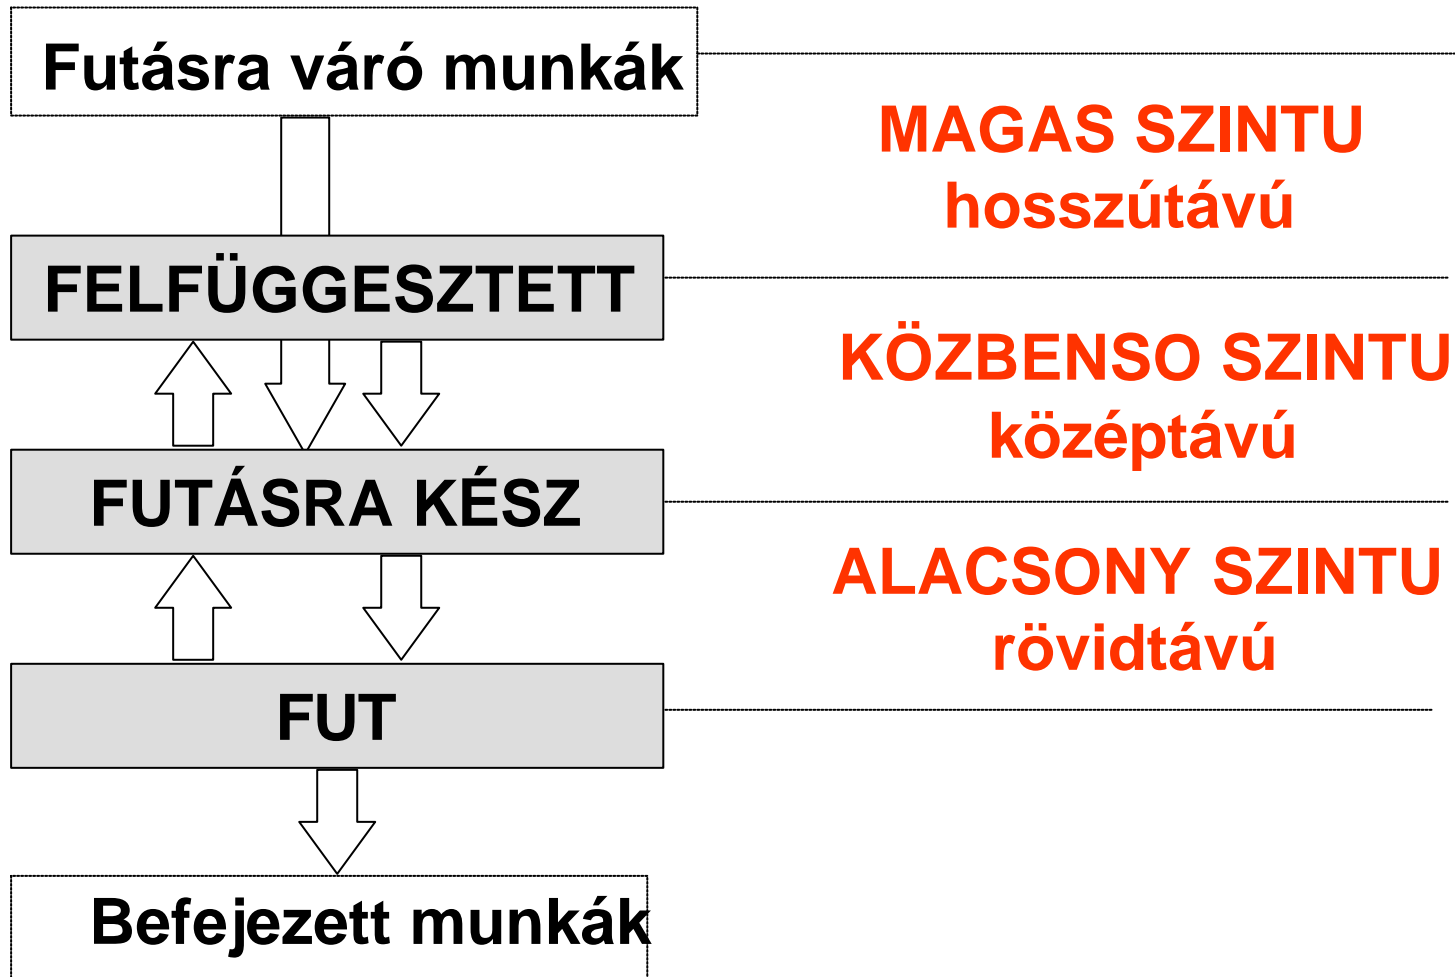 Futásra váró munkák
MAGAS SZINTU
hosszútávú
FELFÜGGESZTETT
KÖZBENSO SZINTU
középtávú
FUTÁSRA KÉSZ
ALACSONY SZINTU
rövidtávú
FUT
Befejezett munkák